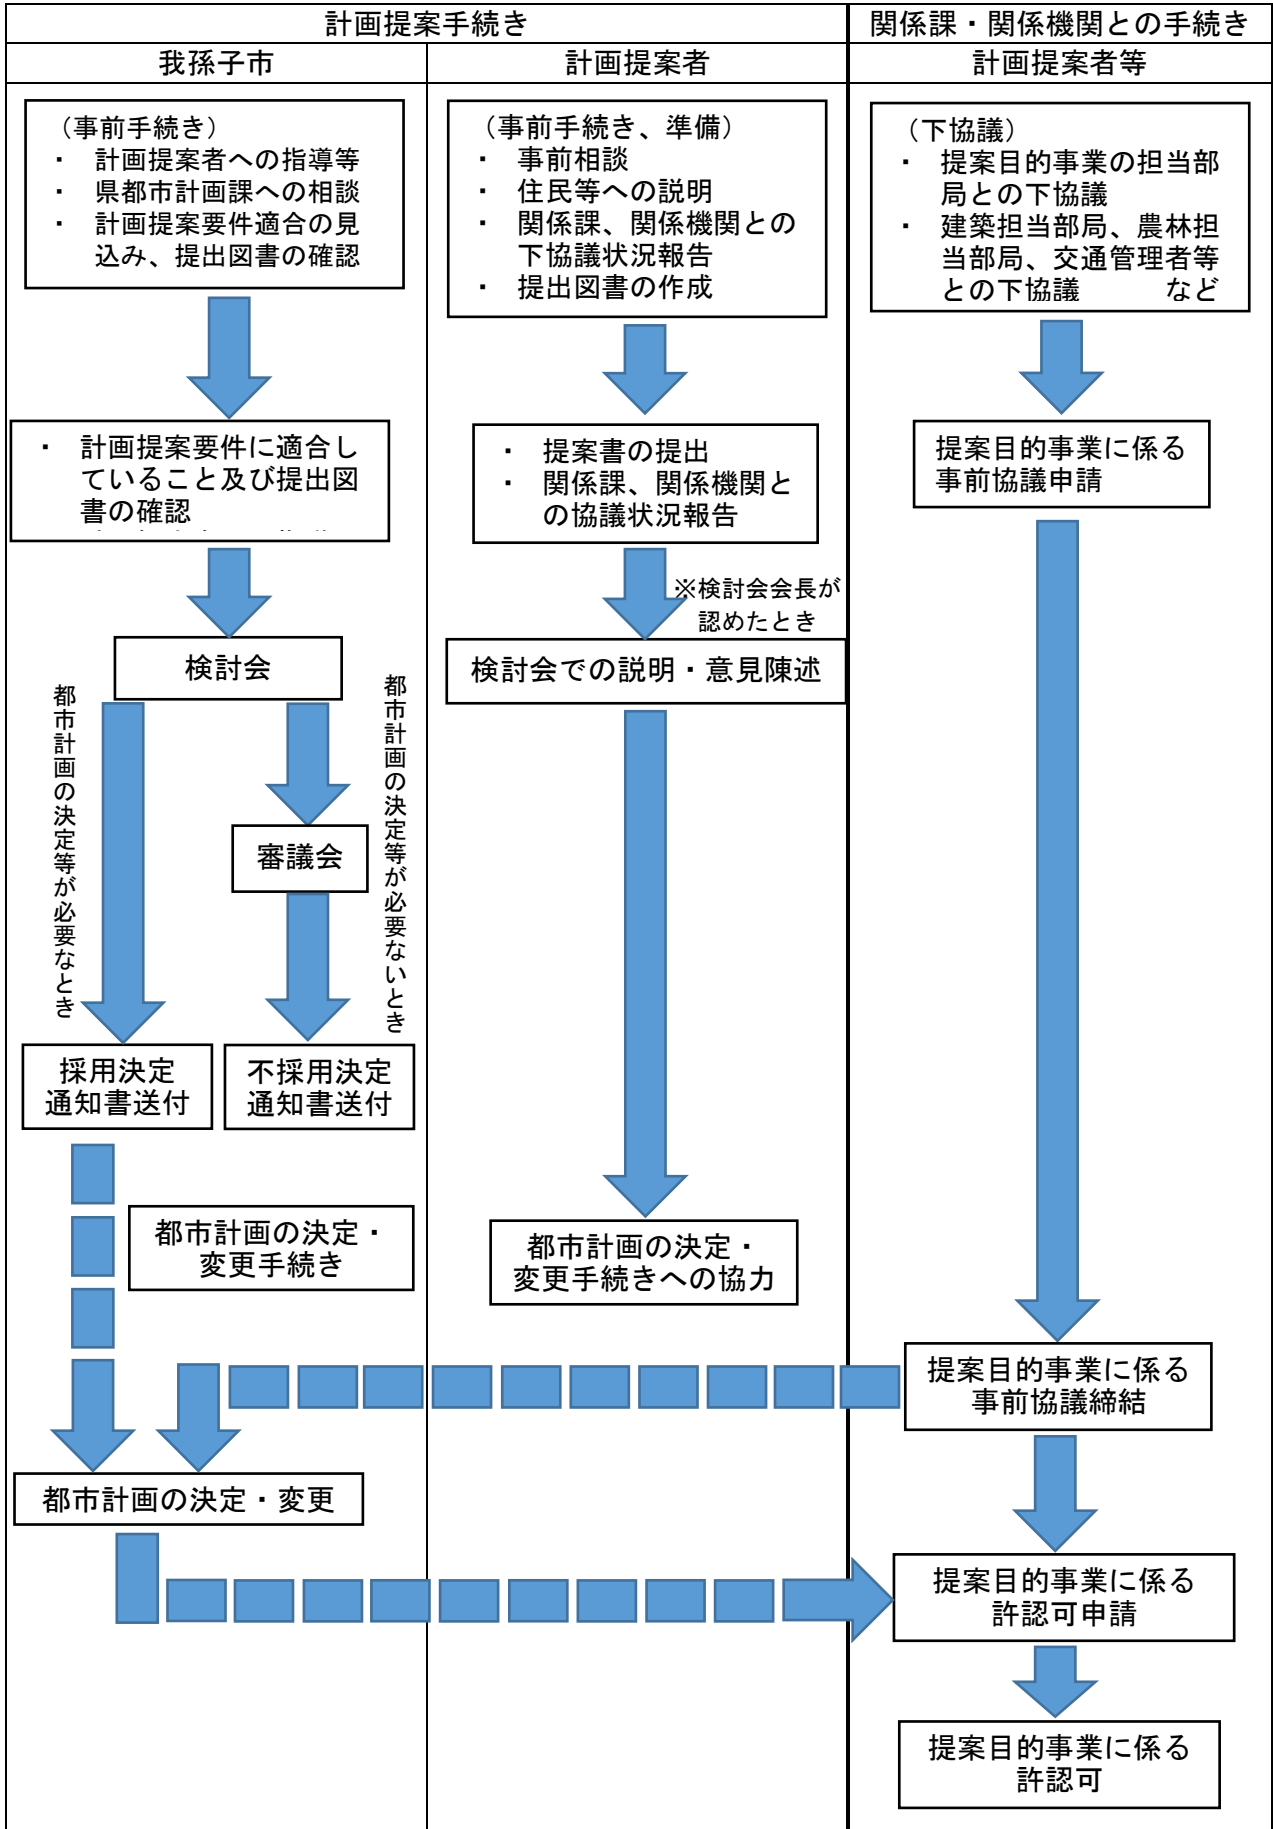 計画提案手続き
関係課・関係機関との手続き
我孫子市
計画提案者
計画提案者等
（事前手続き）
・ 計画提案者への指導等
・ 県都市計画課への相談
・ 計画提案要件適合の見
込み、提出図書の確認
（事前手続き、準備）
・ 事前相談
・ 住民等への説明
・ 関係課、関係機関との
下協議状況報告
・ 提出図書の作成
（下協議）
・ 提案目的事業の担当部
局との下協議
・ 建築担当部局、農林担
当部局、交通管理者等
との下協議 など
・ 計画提案要件に適合し
ていること及び提出図
書の確認
・ 提案書の提出
・ 関係課、関係機関と
の協議状況報告
提案目的事業に係る
事前協議申請
※検討会会長が
認めたとき
検討会
検討会での説明・意見陳述
都市計画の決定等が必要なとき
都市計画の決定等が必要ないとき
審議会
採用決定
通知書送付
不採用決定
通知書送付
都市計画の決定・
変更手続き
都市計画の決定・
変更手続きへの協力
提案目的事業に係る
事前協議締結
都市計画の決定・変更
提案目的事業に係る
許認可申請
提案目的事業に係る
許認可